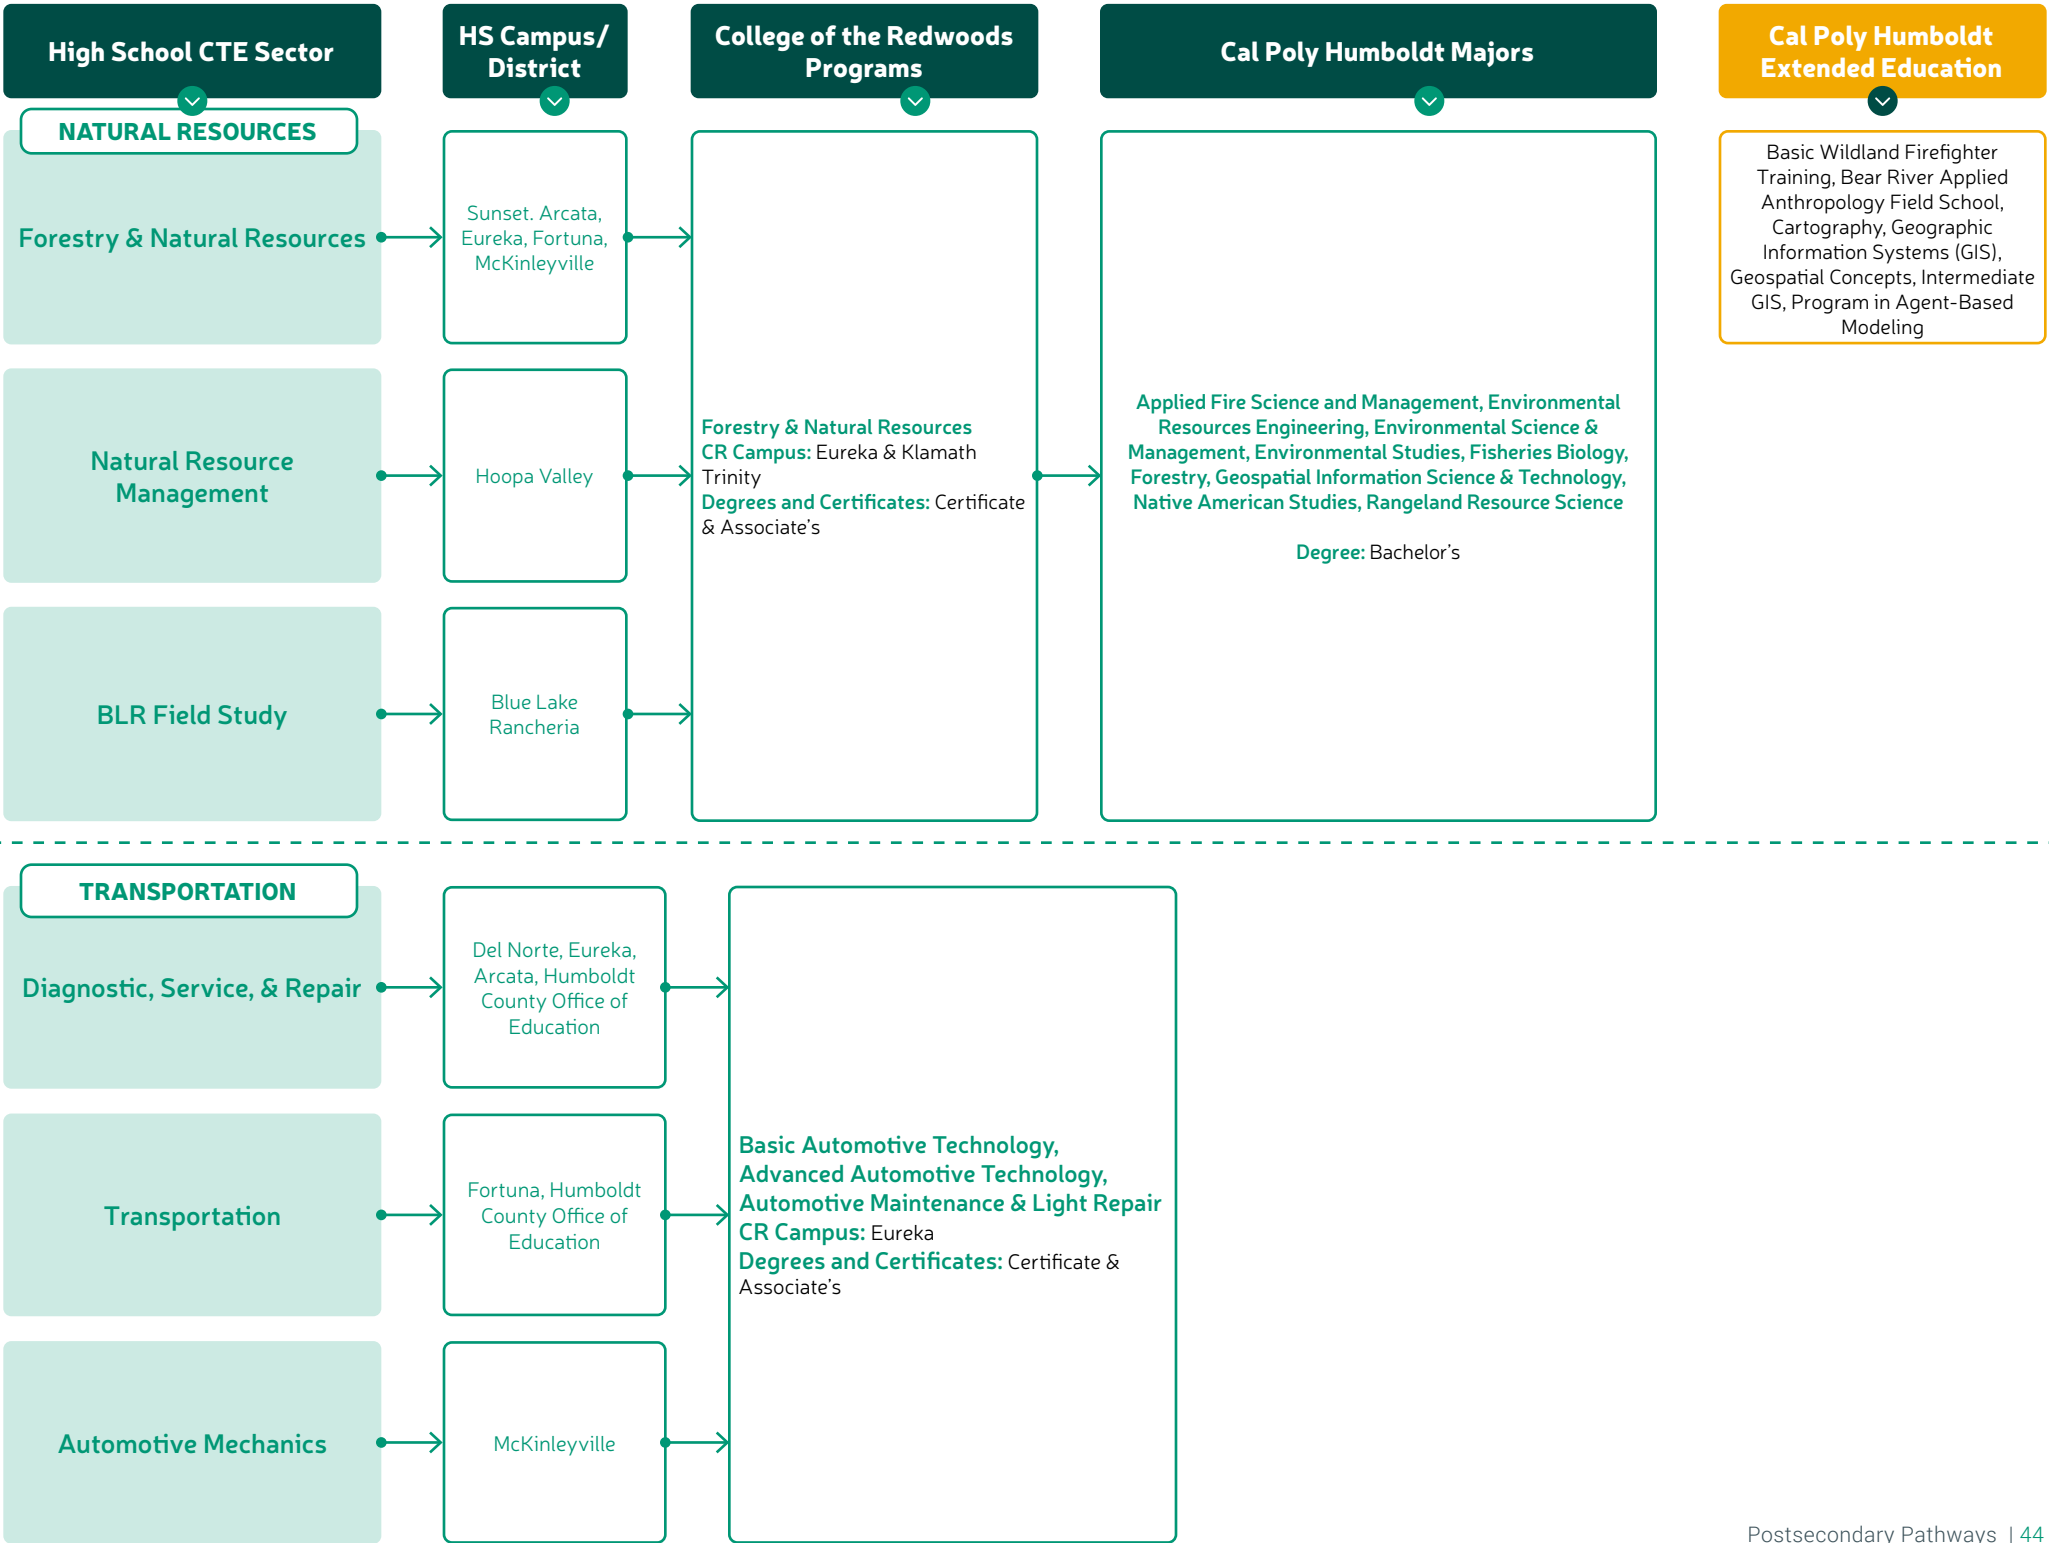 High School CTE Sector
HS Campus/
District
College of the Redwoods
Programs
Cal Poly Humboldt Majors
Cal Poly Humboldt
Extended Education
NATURAL RESOURCES
Forestry & Natural Resources
Sunset. Arcata,
Eureka, Fortuna,
McKinleyville
Natural Resource
Management
Hoopa Valley
BLR Field Study
Blue Lake
Rancheria
Forestry & Natural Resources
CR Campus: Eureka & Klamath
Trinity
Degrees and Certificates: Certificate
& Associate’s
Applied Fire Science and Management, Environmental
Resources Engineering, Environmental Science &
Management, Environmental Studies, Fisheries Biology,
Forestry, Geospatial Information Science & Technology,
Native American Studies, Rangeland Resource Science
Degree: Bachelor’s
Basic Wildland Firefighter
Training, Bear River Applied
Anthropology Field School,
Cartography, Geographic
Information Systems (GIS),
Geospatial Concepts, Intermediate
GIS, Program in Agent-Based
Modeling
TRANSPORTATION
Diagnostic, Service, & Repair
Del Norte, Eureka,
Arcata, Humboldt
County Office of
Education
Transportation
Fortuna, Humboldt
County Office of
Education
Automotive Mechanics
McKinleyville
Basic Automotive Technology,
Advanced Automotive Technology,
Automotive Maintenance & Light Repair
CR Campus: Eureka
Degrees and Certificates: Certificate &
Associate’s
Postsecondary Pathways | 44